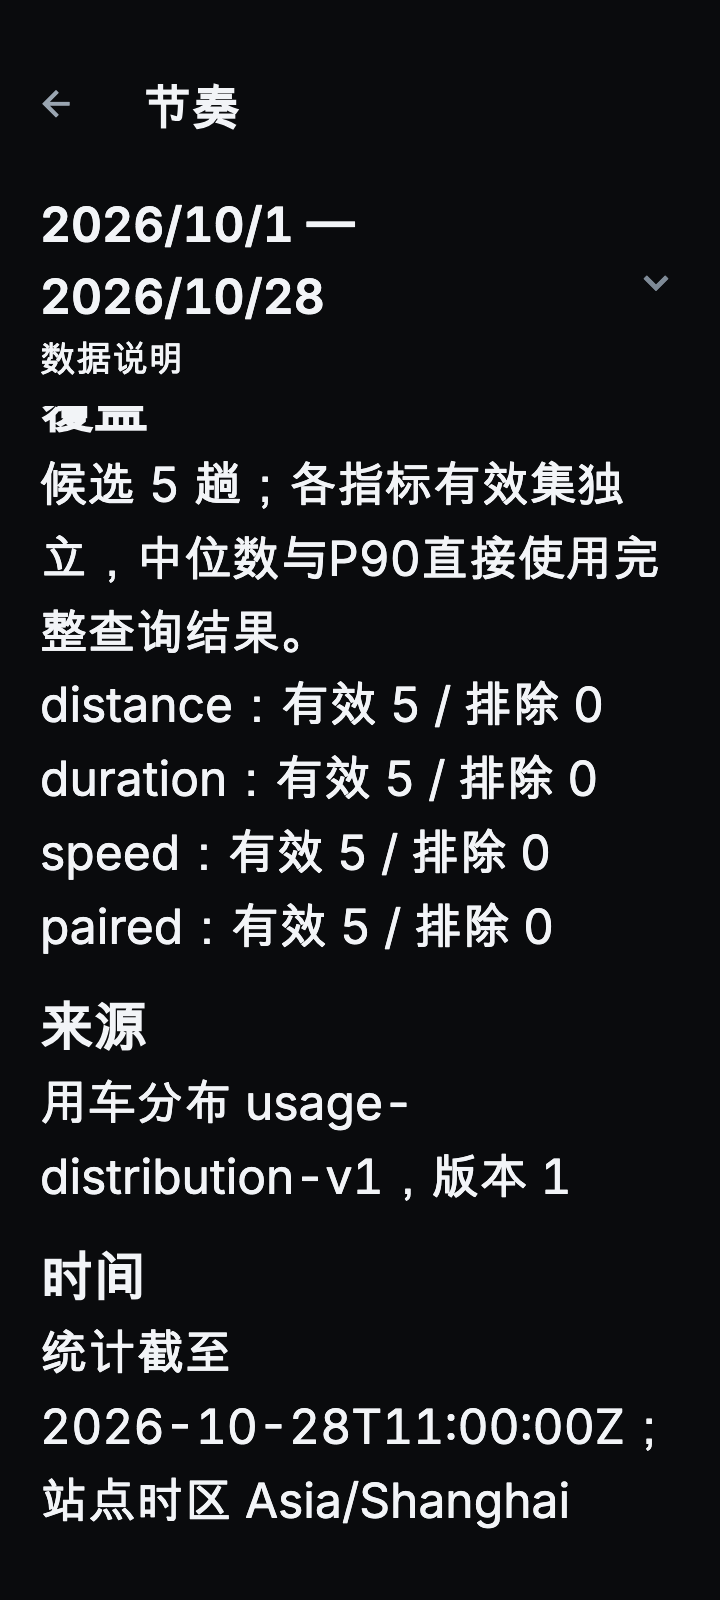 节奏
2026/10/1 —
2026/10/28
数据说明
覆盖
候选 5 趟；各指标有效集独
立，中位数与P90直接使用完
整查询结果。
distance：有效 5 / 排除 0
duration：有效 5 / 排除 0
speed：有效 5 / 排除 0
paired：有效 5 / 排除 0
来源
用车分布 usage-
distribution-v1，版本 1
时间
统计截至
2026-10-28T11:00:00Z；
站点时区 Asia/Shanghai